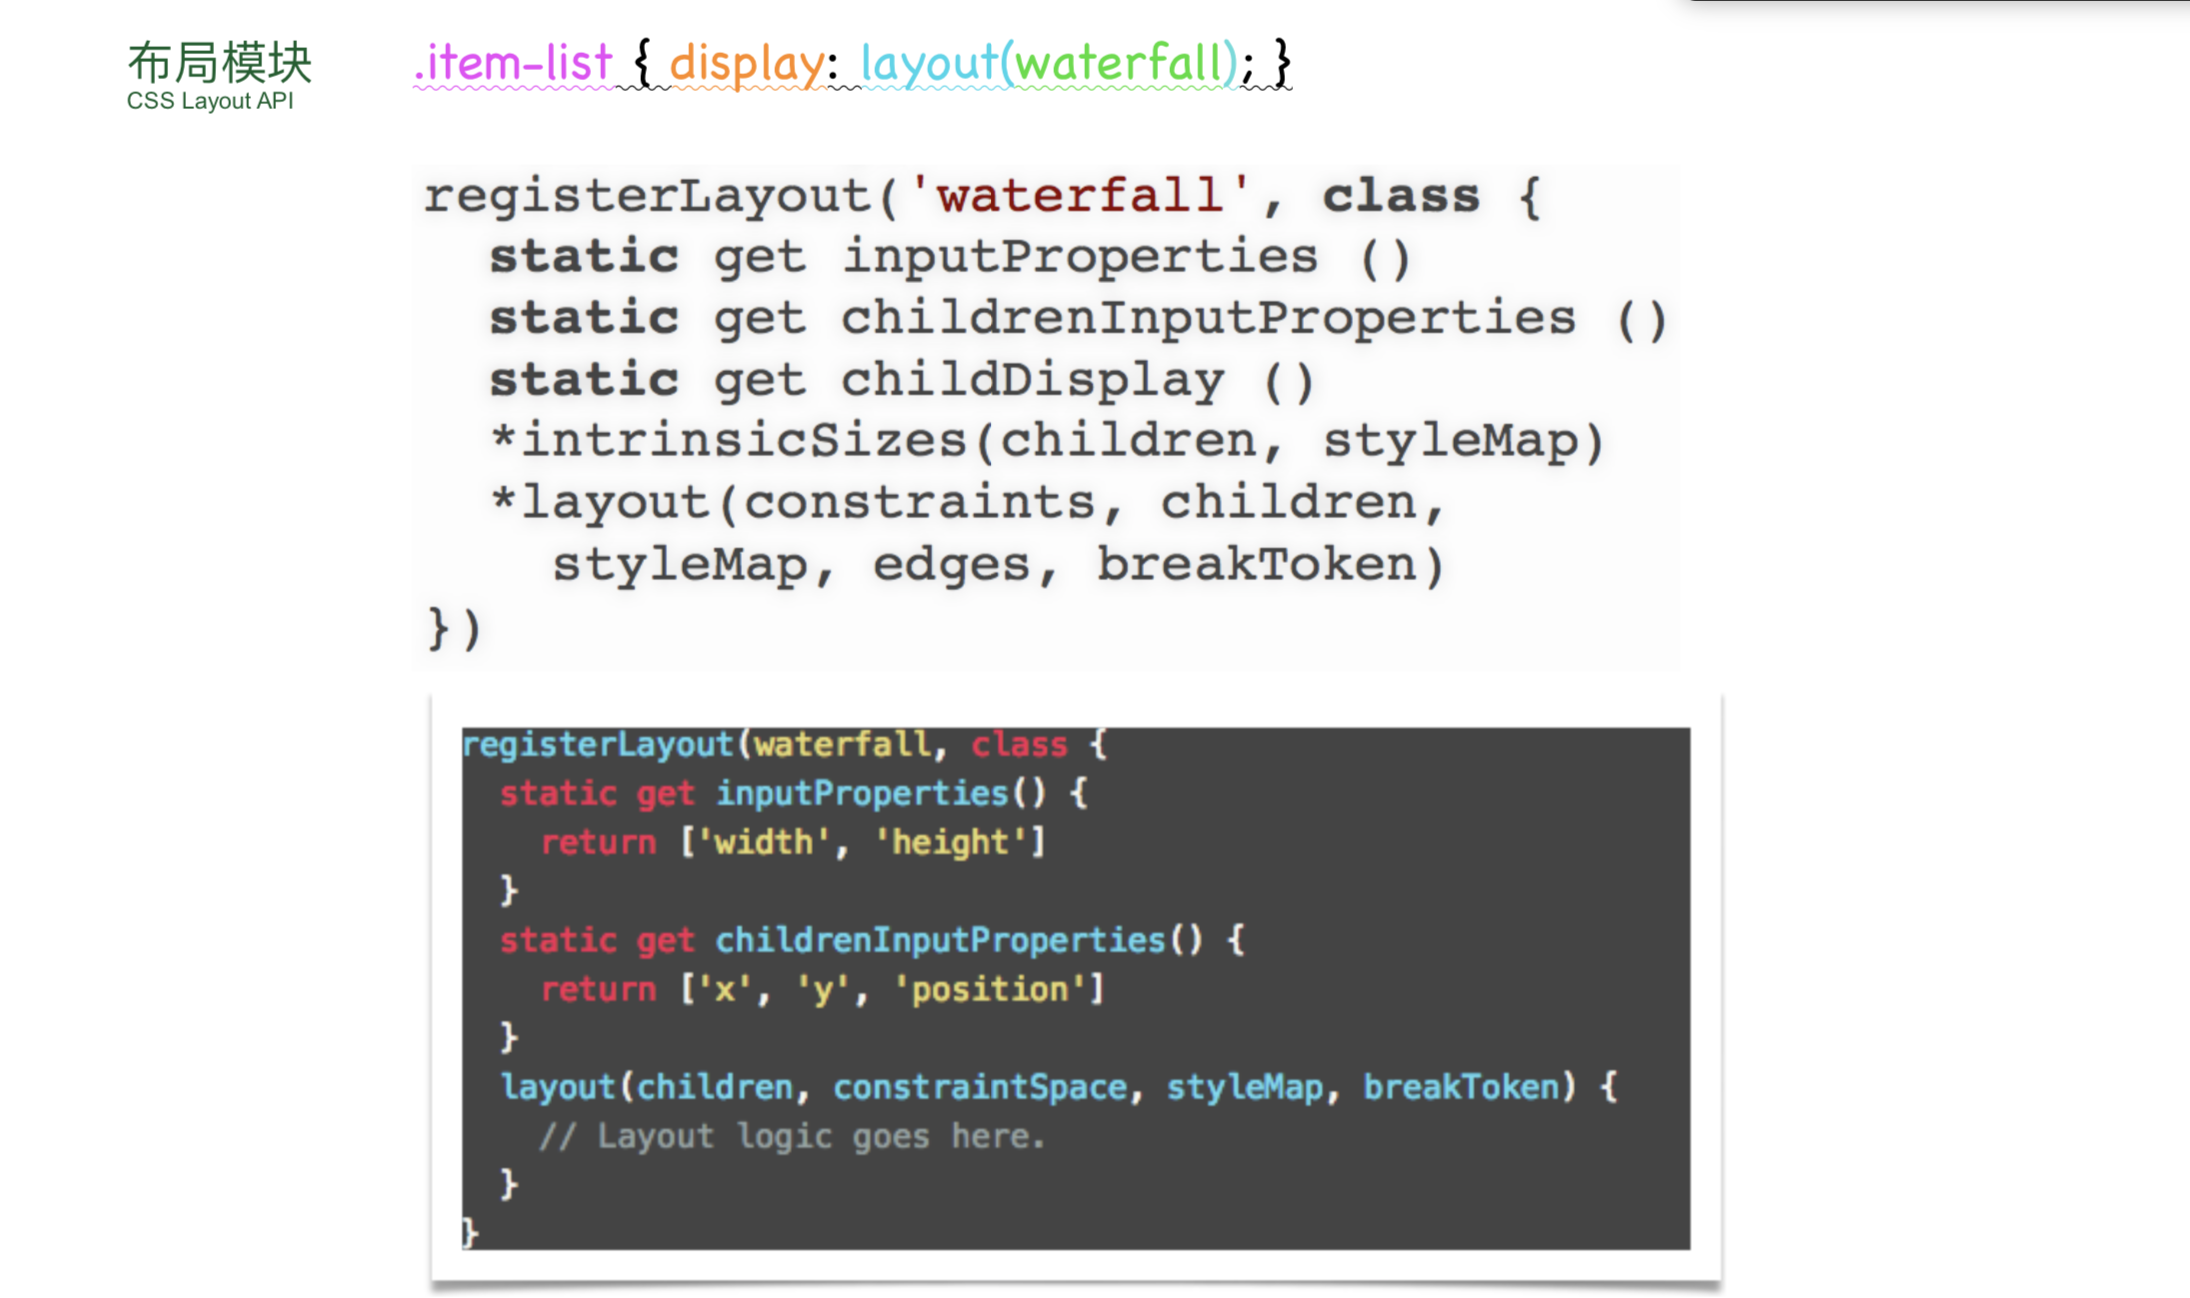 布局模块
CSS Layout API
.item-list { display: layout(waterfall); }
registerLayout('waterfall', class {
static get inputProperties ()
static get childrenInputProperties ()
static get childDisplay ()
*intrinsicSizes(children, styleMap)
*layout(constraints, children,
styleMap, edges, breakToken)
})
registerLayout(waterfall, class {
static get inputProperties() {
return ['width', 'height']
}
static get childrenInputProperties() {
return ['x', 'y', 'position']
}
layout(children, constraintSpace, styleMap, breakToken) {
// Layout logic goes here.
}
}